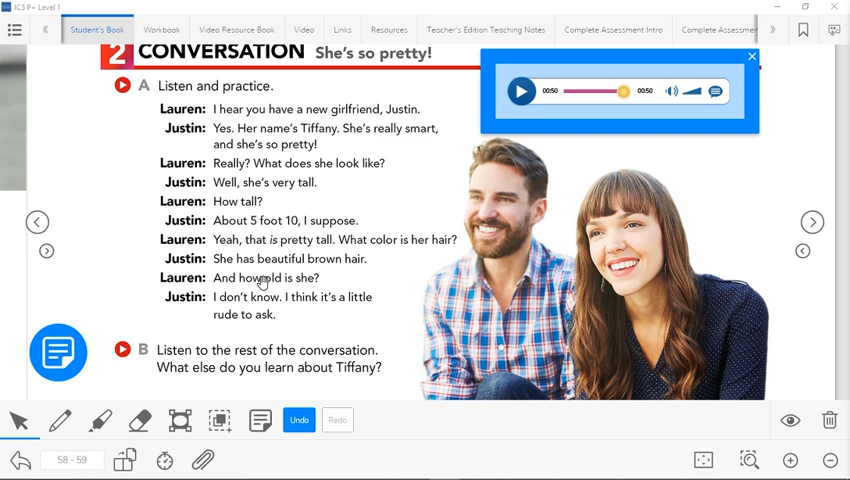 IC5 P+ Level 1
Student's Book
Workbook
Video Resource Book
Video
Links
Resources
Teacher's Edition Teaching Notes
Complete Assessment Intro
Complete Assessmen
2 CONVERSATION She's so pretty!
00:50
00:50
A Listen and practice.
Lauren: I hear you have a new girlfriend, Justin.
Justin: Yes. Her name's Tiffany. She's really smart,
and she's so pretty!
Lauren: Really? What does she look like?
Justin: Well, she's very tall.
Lauren: How tall?
Justin: About 5 foot 10, I suppose.
Lauren: Yeah, that is pretty tall. What color is her hair?
Justin: She has beautiful brown hair.
Lauren: And how old is she?
Justin: I don't know. I think it's a little
rude to ask.
B Listen to the rest of the conversation.
What else do you learn about Tiffany?
Undo
Redo
58 - 59